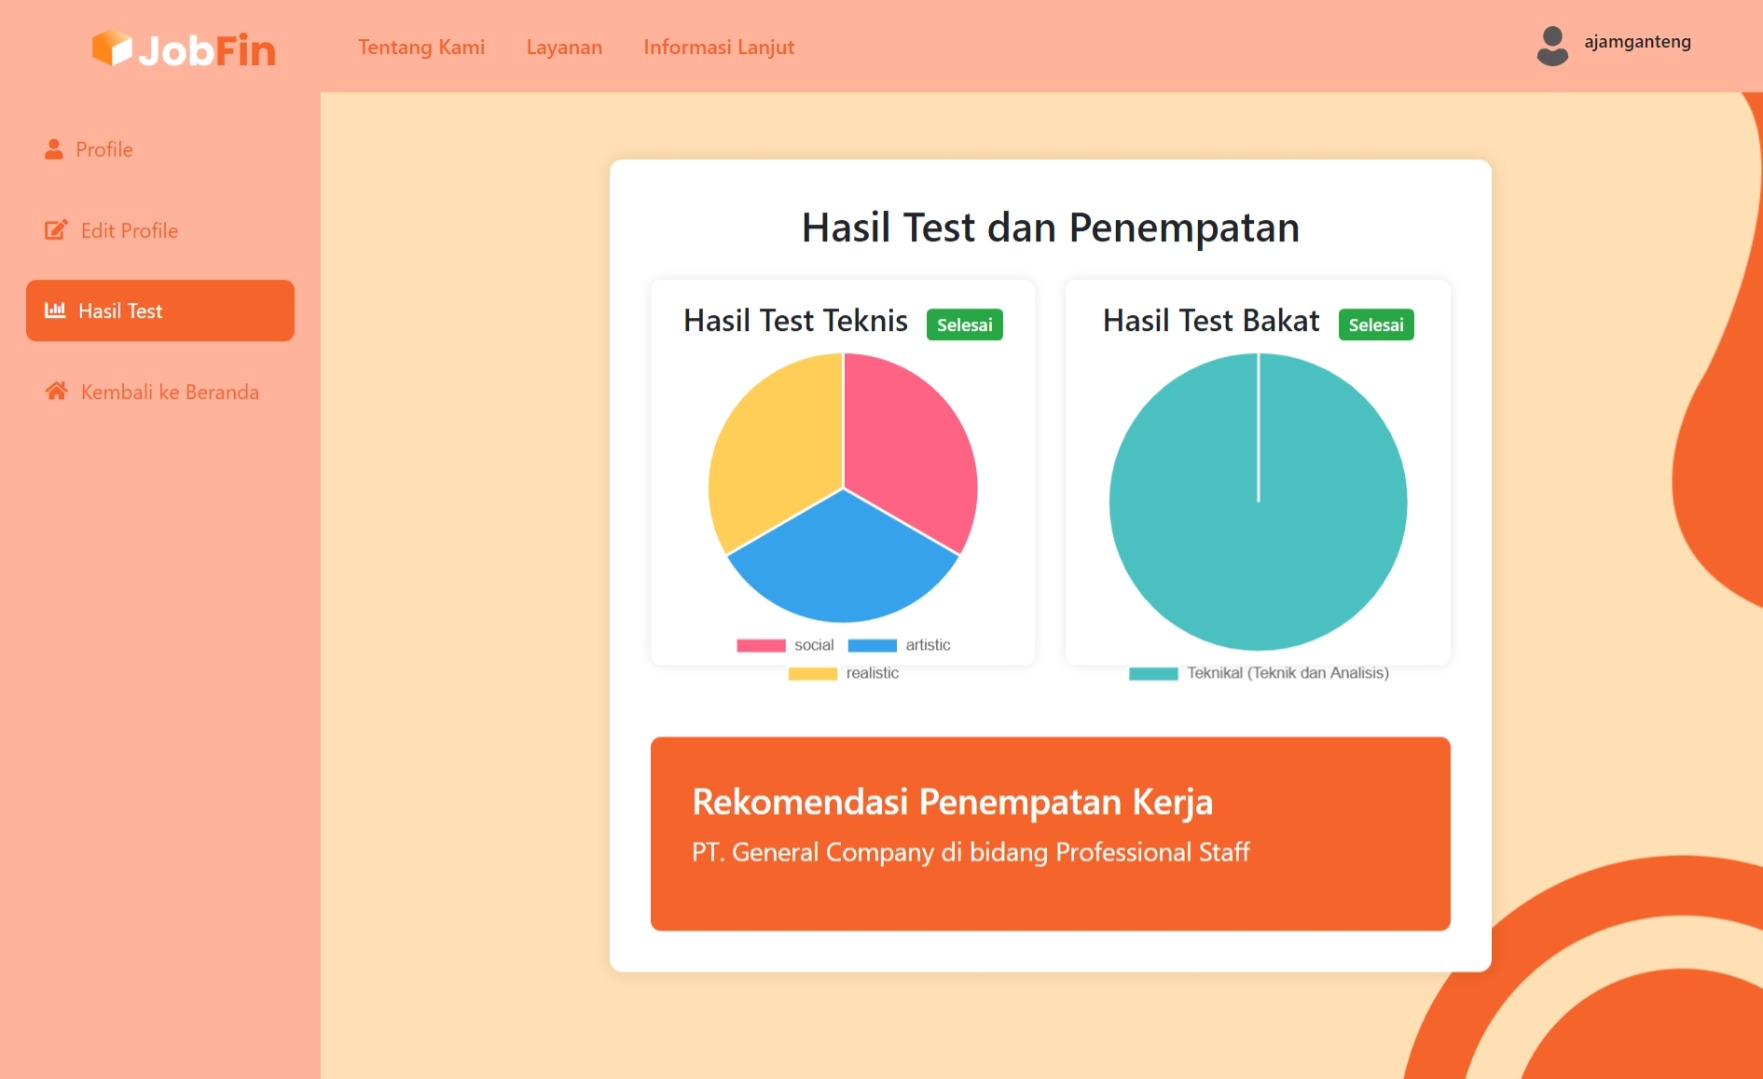 JobFin
Tentang Kami
Layanan
Informasi Lanjut
ajamganteng
Profile
Edit Profile
Hasil Test
Kembali ke Beranda
Hasil Test dan Penempatan
Hasil Test Teknis
Selesai
social
artistic
realistic
Hasil Test Bakat
Selesai
Teknikal (Teknik dan Analisis)
Rekomendasi Penempatan Kerja
PT. General Company di bidang Professional Staff